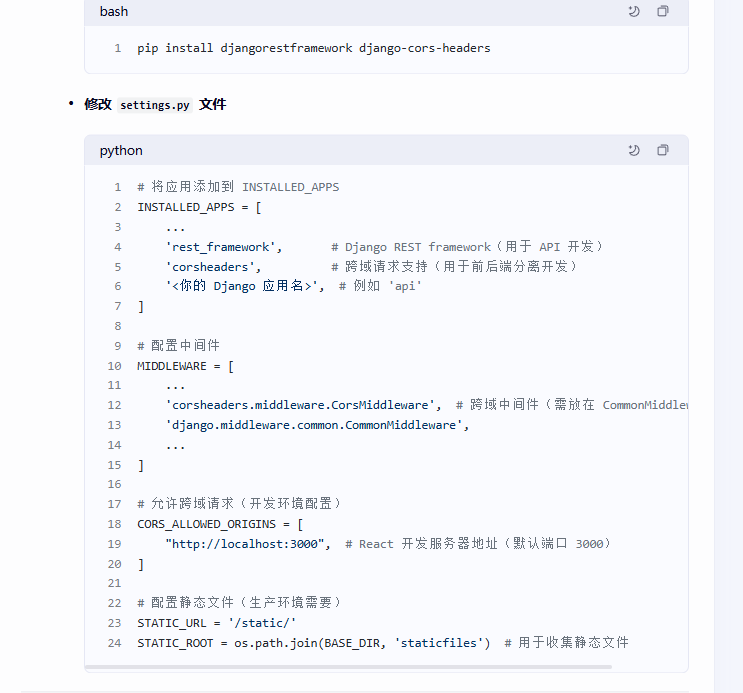 bash
1 pip install djangorestframework django-cors-headers
• 修改 settings.py 文件
python
1 # 将应用添加到 INSTALLED_APPS
2 INSTALLED_APPS = [
3     ...
4     'rest_framework',       # Django REST framework（用于 API 开发）
5     'corsheaders',          # 跨域请求支持（用于前后端分离开发）
6     '<你的 Django 应用名>',  # 例如 'api'
7 ]
8
9 # 配置中间件
10 MIDDLEWARE = [
11     ...
12     'corsheaders.middleware.CorsMiddleware',  # 跨域中间件（需放在 CommonMiddlew
13     'django.middleware.common.CommonMiddleware',
14     ...
15 ]
16
17 # 允许跨域请求（开发环境配置）
18 CORS_ALLOWED_ORIGINS = [
19     "http://localhost:3000",  # React 开发服务器地址（默认端口 3000）
20 ]
21
22 # 配置静态文件（生产环境需要）
23 STATIC_URL = '/static/'
24 STATIC_ROOT = os.path.join(BASE_DIR, 'staticfiles')  # 用于收集静态文件